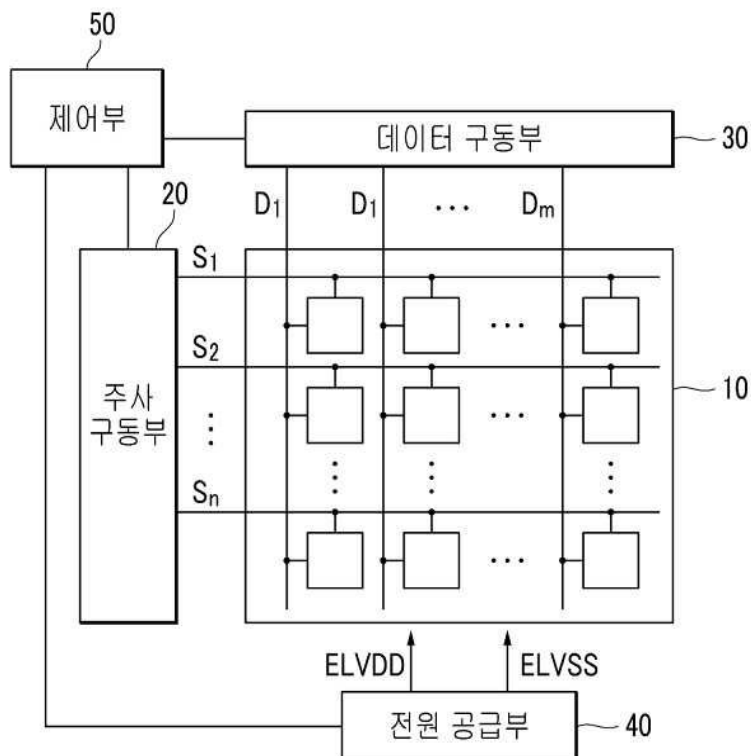 50
제어부
데이터 구동부
30
20
D1 D1 ... Dm
S1
S2
주사
구동부
10
Sn
ELVDD ELVSS
전원 공급부
40